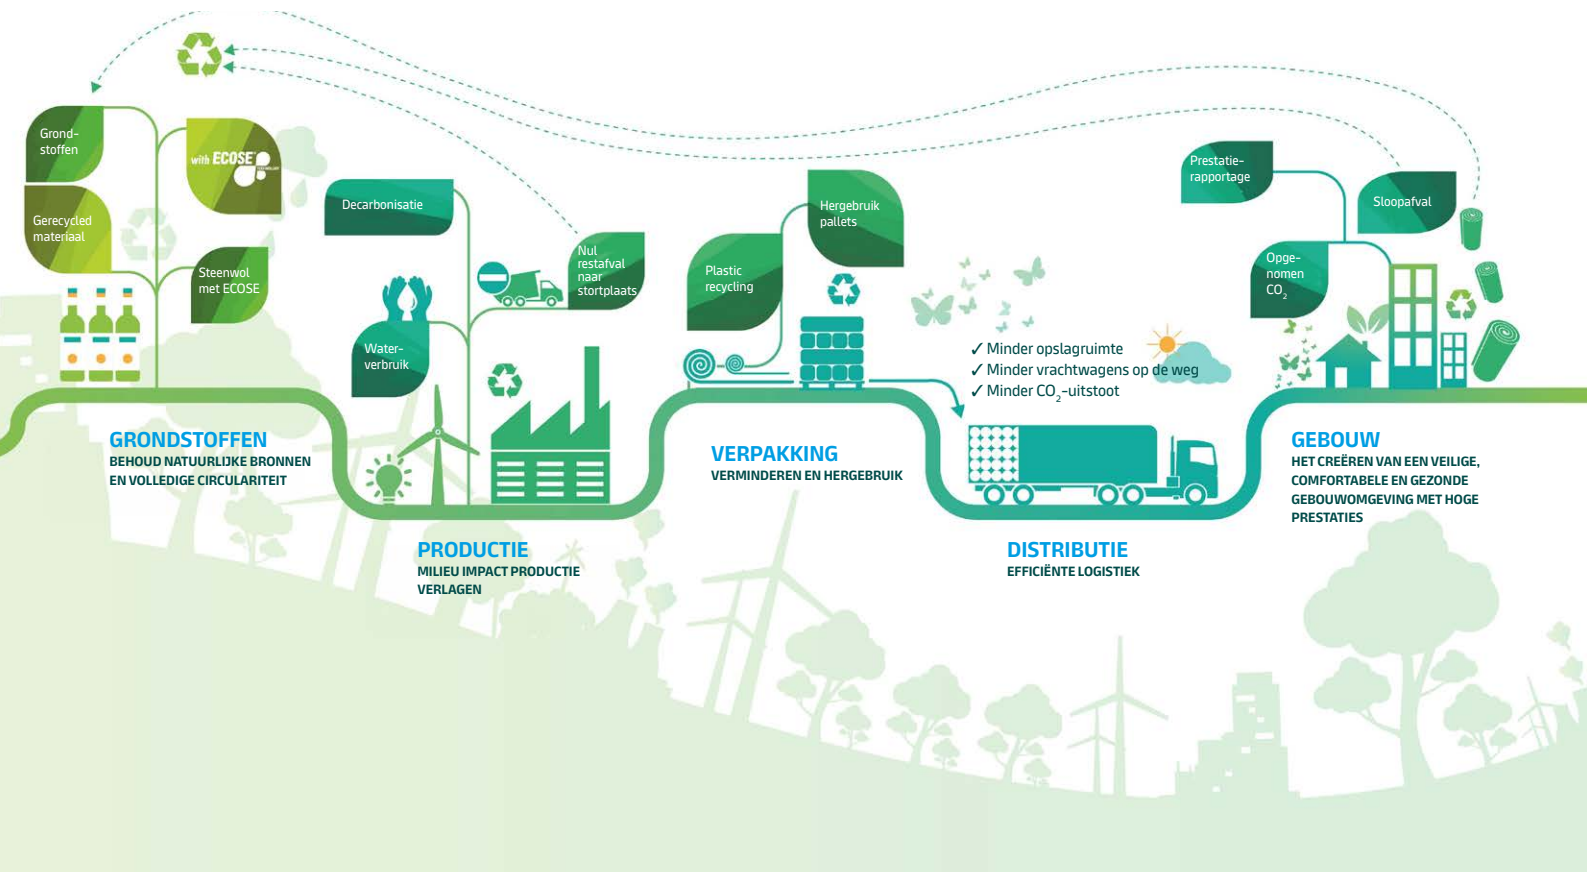 Grond-
stoffen
with ECOSE
Gerecycled
materiaal
Steenwol
met ECOSE
GRONDSTOFFEN
BEHOUD NATUURLIJKE BRONNEN
EN VOLLEDIGE CIRCULARITEIT
Decarbonisatie
Nul
restafval
naar
stortplaats
Water-
verbruik
PRODUCTIE
MILIEU IMPACT PRODUCTIE
VERLAGEN
Hergebruik
pallets
Plastic
recycling
VERPAKKING
VERMINDEREN EN HERGEBRUIK
✓ Minder opslagruimte
✓ Minder vrachtwagens op de weg
✓ Minder CO₂-uitstoot
DISTRIBUTIE
EFFICIËNTE LOGISTIEK
Prestatie-
rapportage
Sloopafval
Opge-
nomen
CO₂
GEBOUW
HET CREËREN VAN EEN VEILIGE,
COMFORTABELE EN GEZONDE
GEBOUWOMGEVING MET HOGE
PRESTATIES